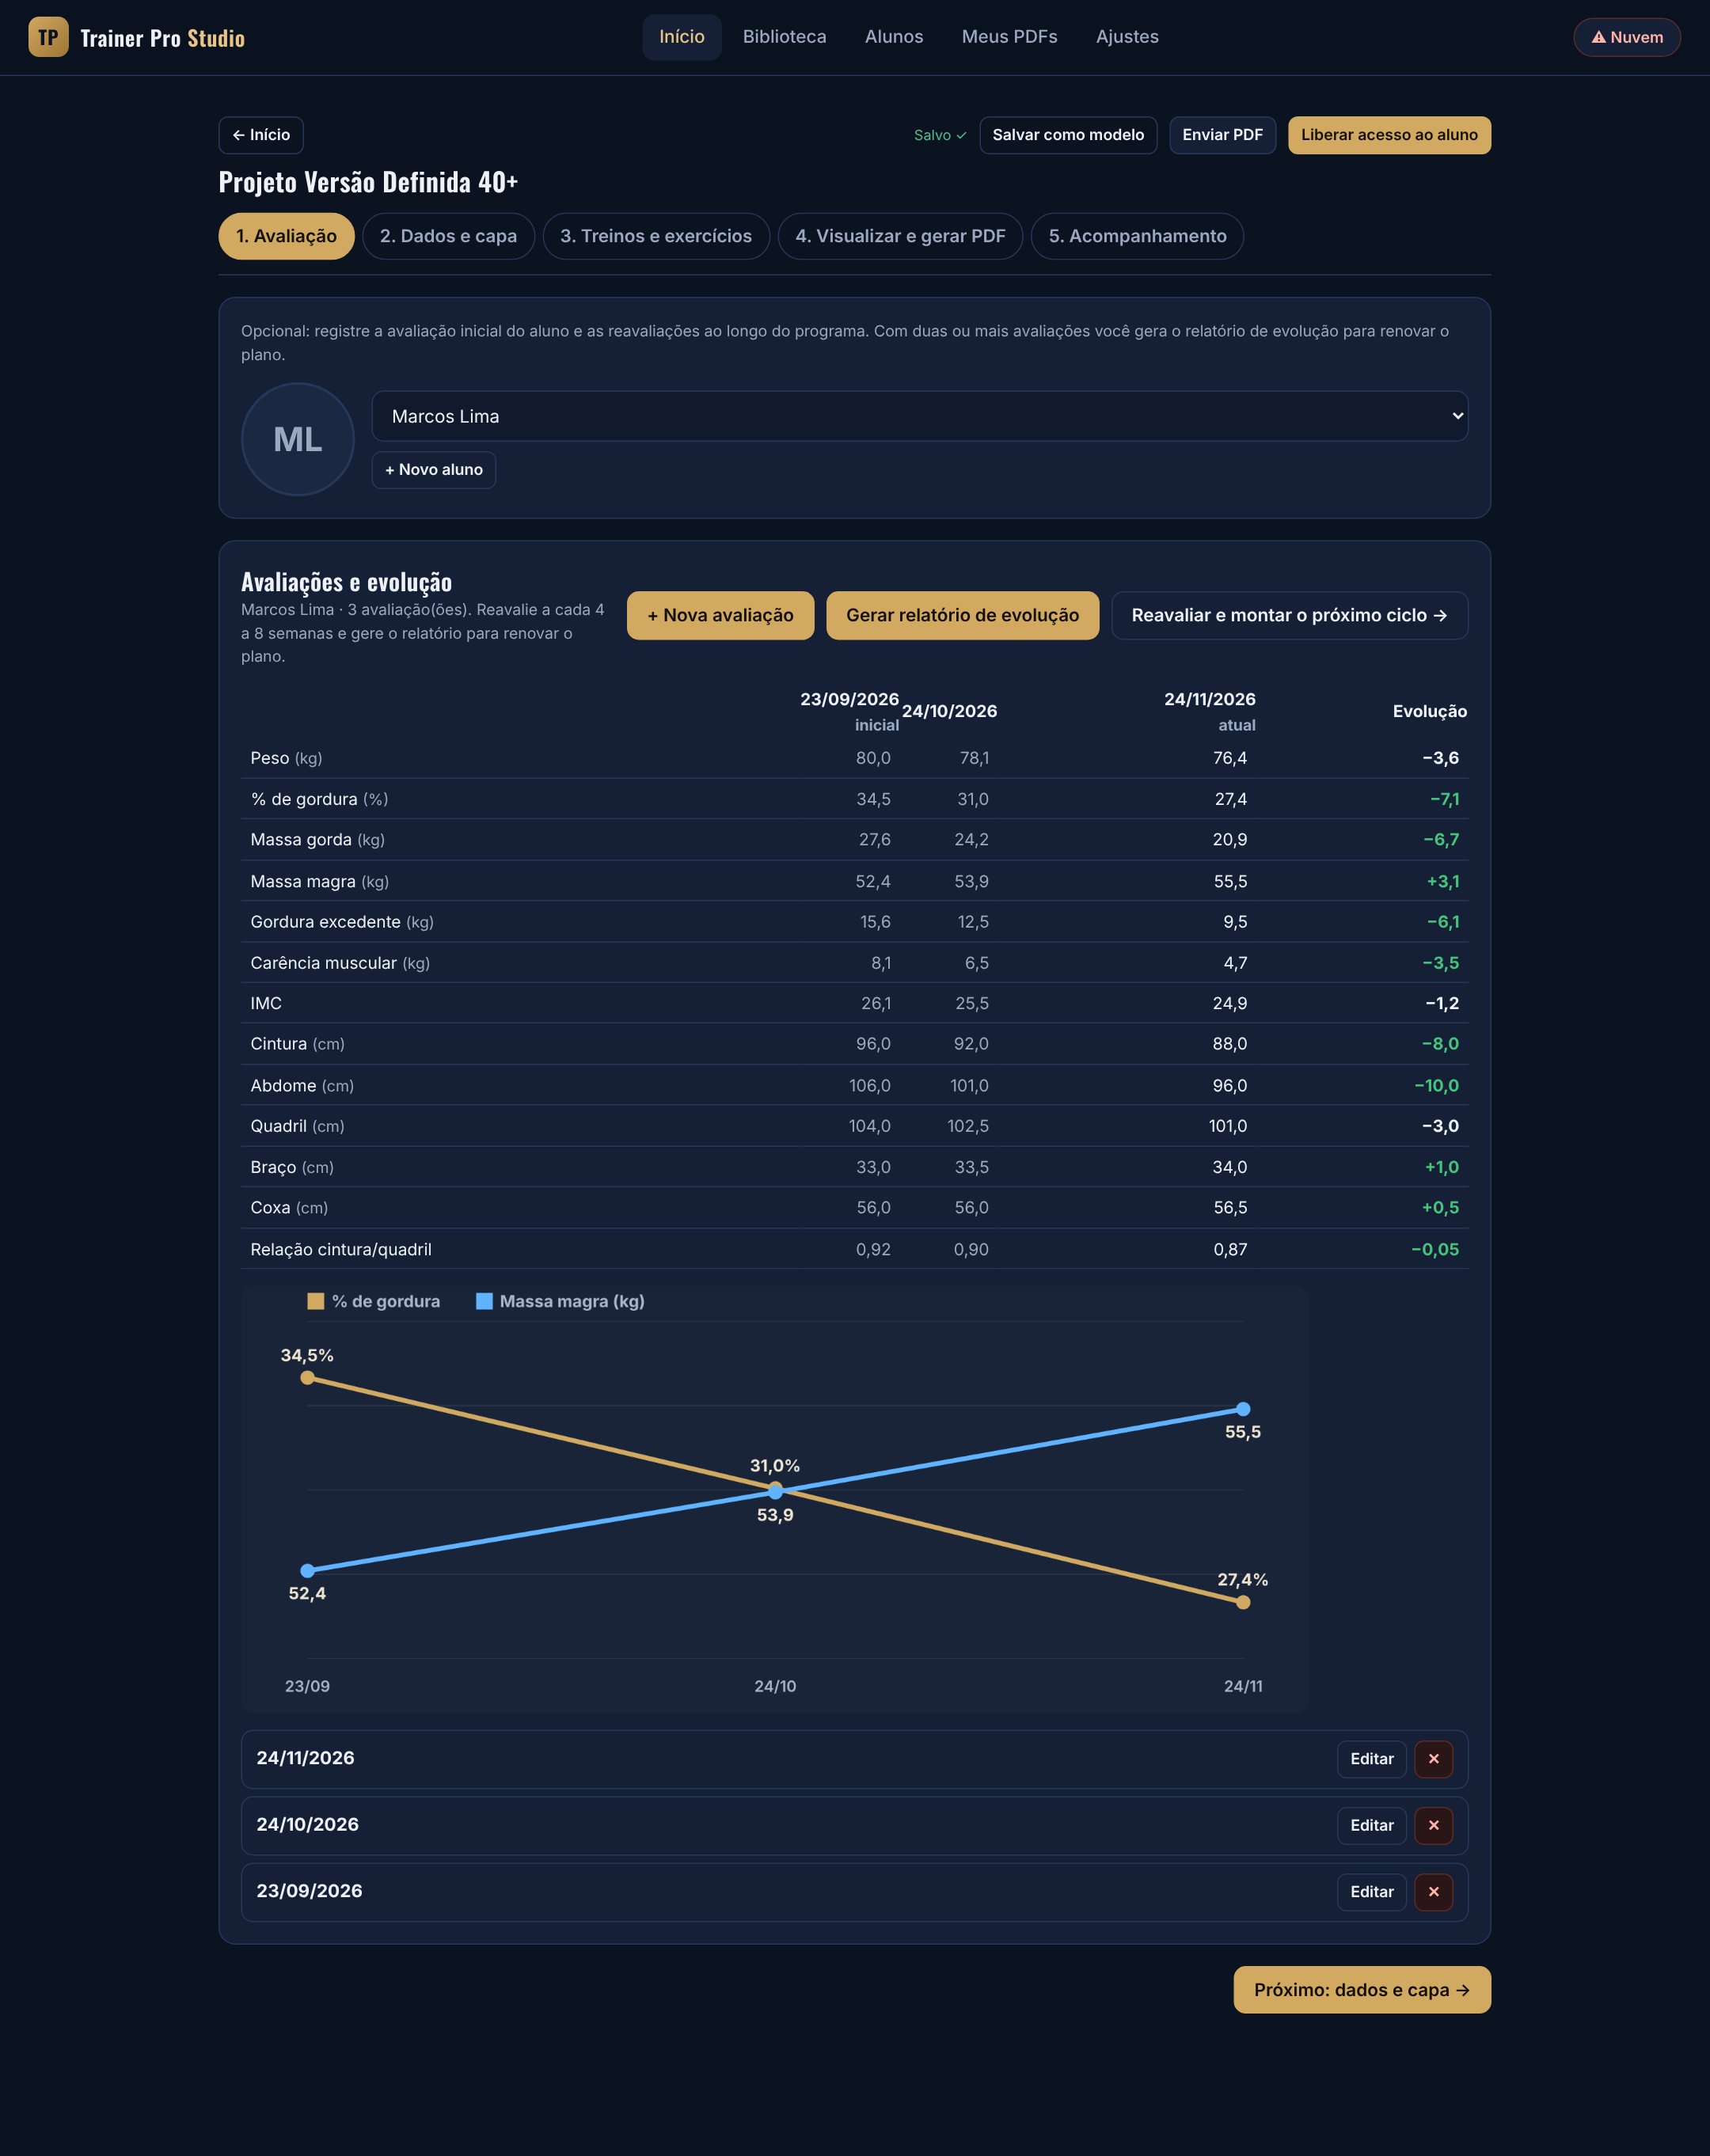 TP Trainer Pro Studio
Início
Biblioteca
Alunos
Meus PDFs
Ajustes
⚠ Nuvem
← Início
Salvo ✓
Salvar como modelo
Enviar PDF
Liberar acesso ao aluno
Projeto Versão Definida 40+
1. Avaliação
2. Dados e capa
3. Treinos e exercícios
4. Visualizar e gerar PDF
5. Acompanhamento
Opcional: registre a avaliação inicial do aluno e as reavaliações ao longo do programa. Com duas ou mais avaliações você gera o relatório de evolução para renovar o
plano.
ML
Marcos Lima
+ Novo aluno
Avaliações e evolução
Marcos Lima · 3 avaliação(ões). Reavalie a cada 4
a 8 semanas e gere o relatório para renovar o
plano.
+ Nova avaliação
Gerar relatório de evolução
Reavaliar e montar o próximo ciclo →
23/09/2026 inicial 24/10/2026 24/11/2026 atual Evolução
Peso (kg) 80,0 78,1 76,4 −3,6
% de gordura (%) 34,5 31,0 27,4 −7,1
Massa gorda (kg) 27,6 24,2 20,9 −6,7
Massa magra (kg) 52,4 53,9 55,5 +3,1
Gordura excedente (kg) 15,6 12,5 9,5 −6,1
Carência muscular (kg) 8,1 6,5 4,7 −3,5
IMC 26,1 25,5 24,9 −1,2
Cintura (cm) 96,0 92,0 88,0 −8,0
Abdome (cm) 106,0 101,0 96,0 −10,0
Quadril (cm) 104,0 102,5 101,0 −3,0
Braço (cm) 33,0 33,5 34,0 +1,0
Coxa (cm) 56,0 56,0 56,5 +0,5
Relação cintura/quadril 0,92 0,90 0,87 −0,05
% de gordura
Massa magra (kg)
34,5%
55,5
31,0%
53,9
27,4%
52,4
23/09
24/10
24/11
24/11/2026 Editar ✕
24/10/2026 Editar ✕
23/09/2026 Editar ✕
Próximo: dados e capa →